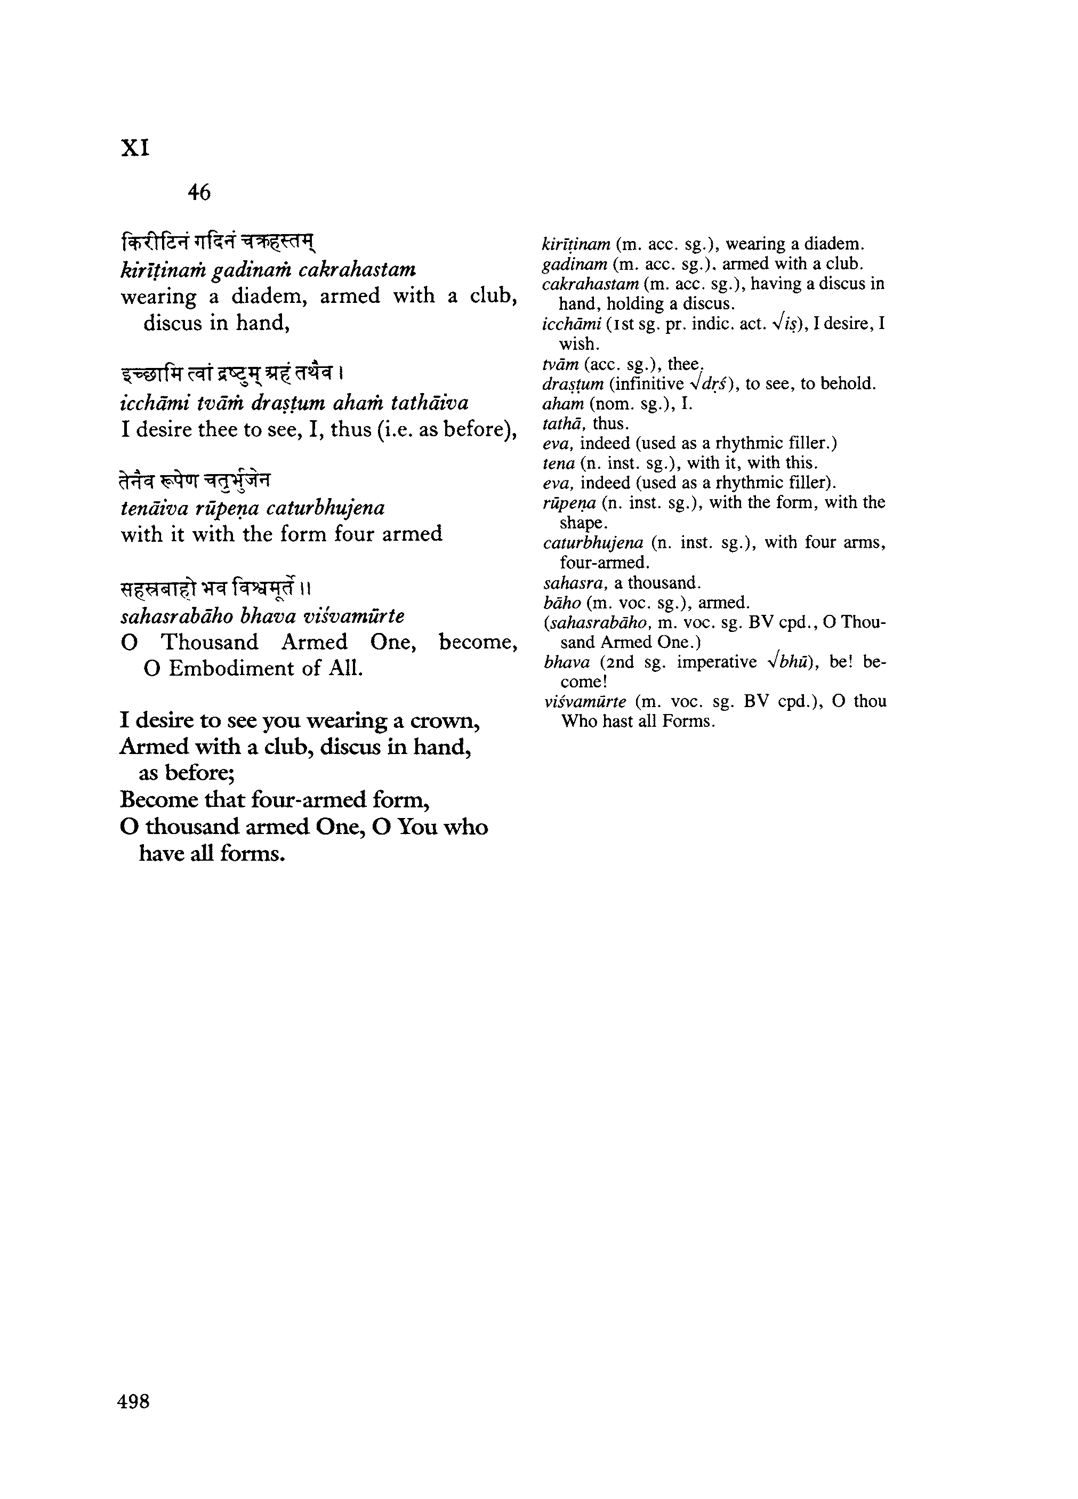 XI
46
किरीटिनं गदिनं चक्रहस्तम्
kirīṭinaṁ gadinaṁ cakrahastam
wearing a diadem, armed with a club,
discus in hand,
इच्छामि त्वां द्रष्टुम् अहं तथैव।
icchāmi tvāṁ draṣṭum ahaṁ tathāiva
I desire thee to see, I, thus (i.e. as before),
तेनैव रूपेण चतुर्भुजेन
tenāiva rūpeṇa caturbhujena
with it with the form four armed
सहस्रबाहो भव विश्वमूर्ते॥
sahasrabāho bhava viśvamūrte
O Thousand Armed One, become,
O Embodiment of All.
I desire to see you wearing a crown,
Armed with a club, discus in hand,
as before;
Become that four-armed form,
O thousand armed One, O You who
have all forms.
kirīṭinam (m. acc. sg.), wearing a diadem.
gadinam (m. acc. sg.), armed with a club.
cakrahastam (m. acc. sg.), having a discus in
hand, holding a discus.
icchāmi (1st sg. pr. indic. act. √iṣ), I desire, I
wish.
tvām (acc. sg.), thee.
draṣṭum (infinitive √dṛś), to see, to behold.
aham (nom. sg.), I.
tathā, thus.
eva, indeed (used as a rhythmic filler.)
tena (n. inst. sg.), with it, with this.
eva, indeed (used as a rhythmic filler).
rūpeṇa (n. inst. sg.), with the form, with the
shape.
caturbhujena (n. inst. sg.), with four arms,
four-armed.
sahasra, a thousand.
bāho (m. voc. sg.), armed.
(sahasrabāho, m. voc. sg. BV cpd., O Thou-
sand Armed One.)
bhava (2nd sg. imperative √bhū), be! be-
come!
viśvamūrte (m. voc. sg. BV cpd.), O thou
Who hast all Forms.
498